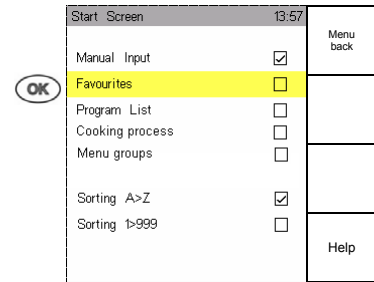 Start Screen 13:57
Menu
back
Manual Input
OK
Favourites
Program List
Cooking process
Menu groups
Sorting A>Z
Sorting 1>999
Help